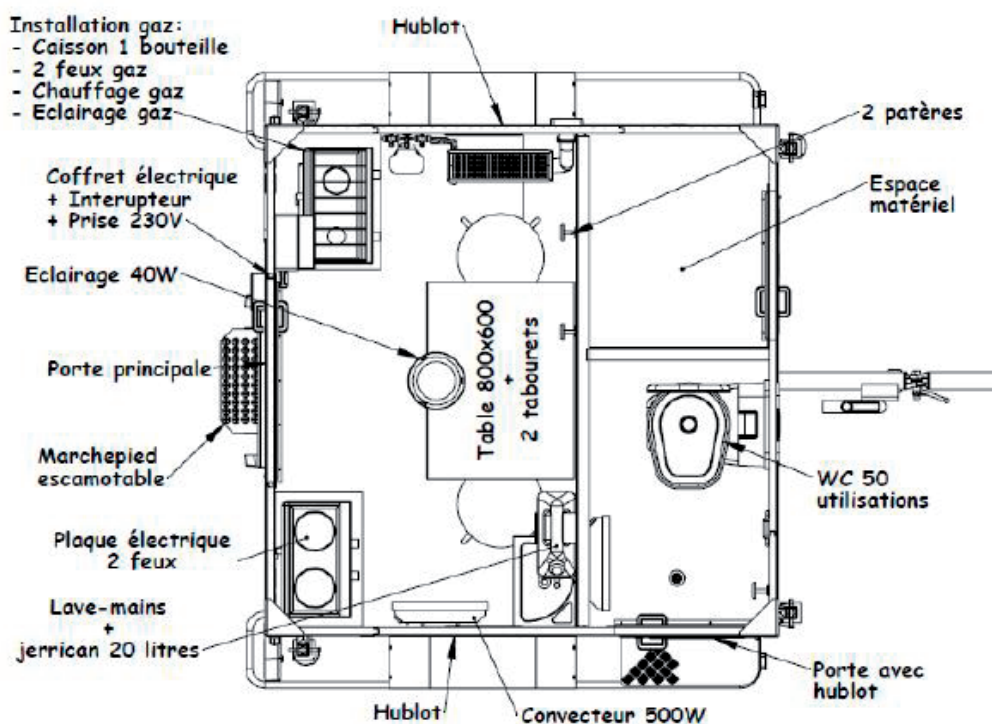 Installation gaz:
- Caisson 1 bouteille
- 2 feux gaz
- Chauffage gaz
- Eclairage gaz
Hublot
2 patères
Coffret électrique
+ Interupteur
+ Prise 230V
Espace
matériel
Eclairage 40W
Table 800x600
+
2 tabourets
Porte principale
Marchepied
escamotable
WC 50
utilisations
Plaque électrique
2 feux
Lave-mains
+
jerrican 20 litres
Porte avec
hublot
Hublot
Convecteur 500W